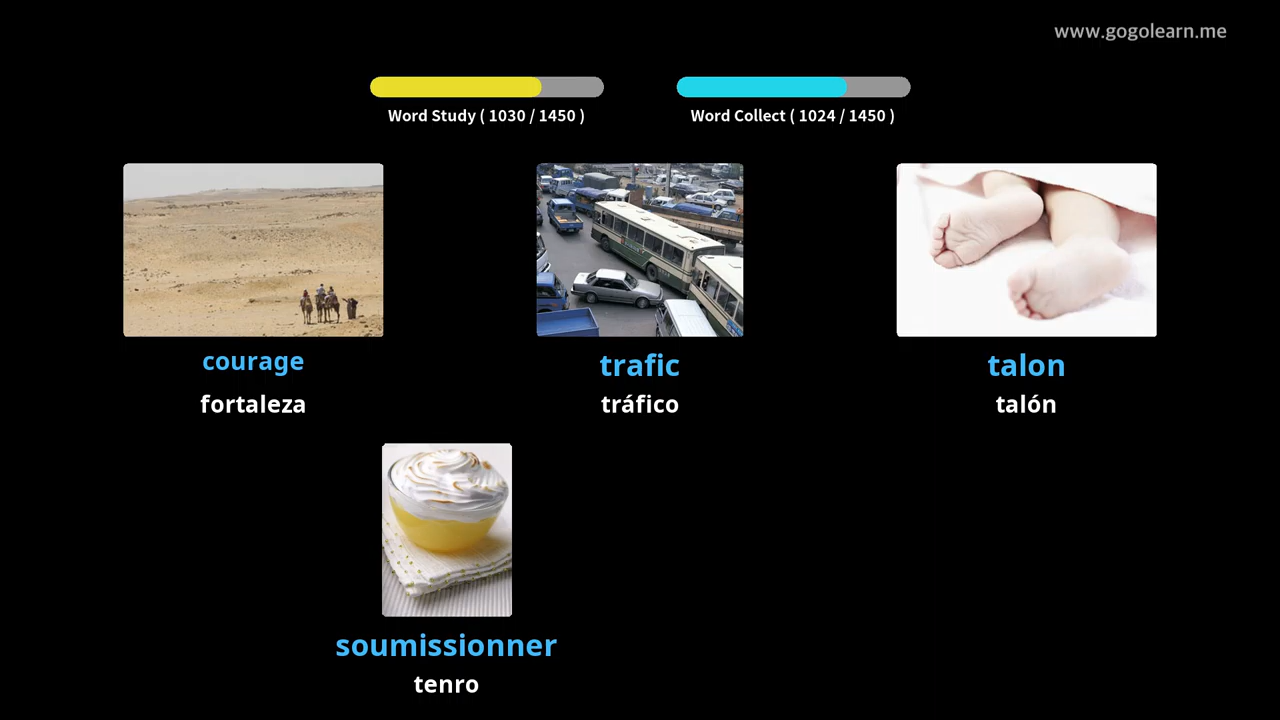 www.gogolearn.me
Word Study ( 1030 / 1450 )
Word Collect ( 1024 / 1450 )
courage
fortaleza
trafic
tráfico
talon
talón
soumissionner
tenro